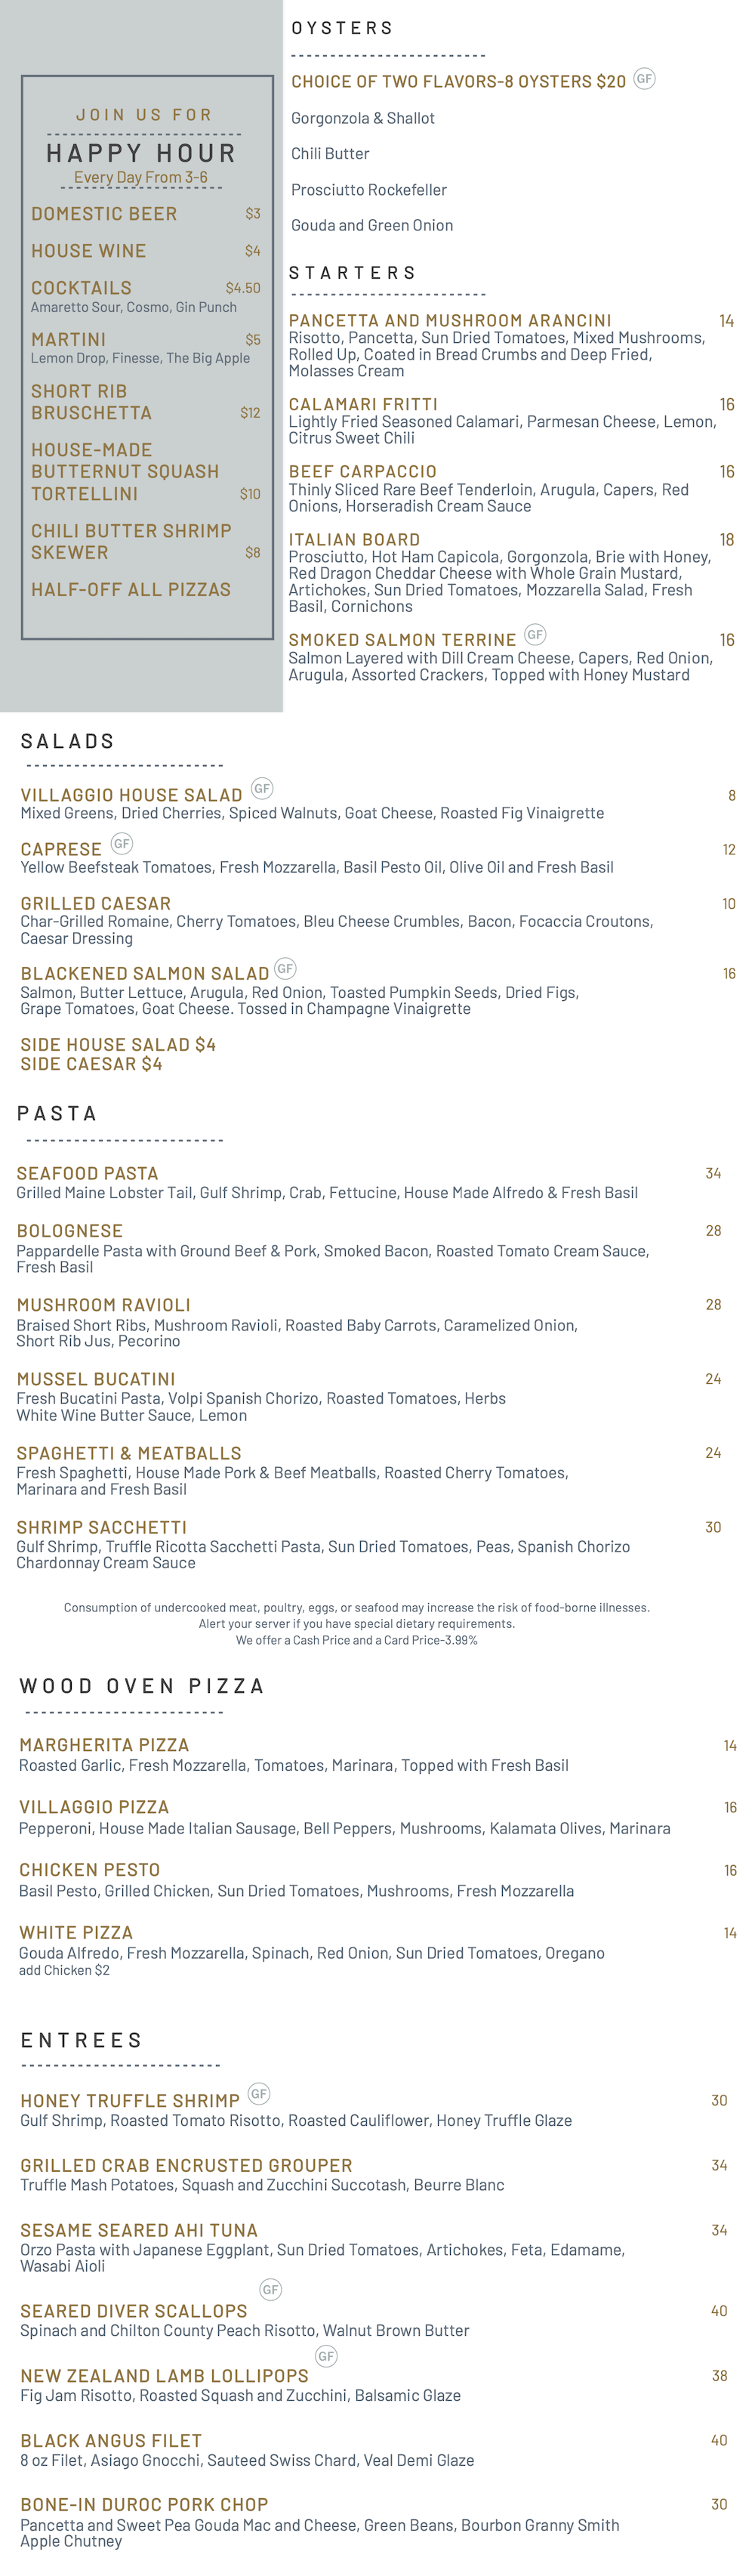 JOIN US FOR
HAPPY HOUR
Every Day From 3-6
DOMESTIC BEER $3
HOUSE WINE $4
COCKTAILS $4.50
Amaretto Sour, Cosmo, Gin Punch
MARTINI $5
Lemon Drop, Finesse, The Big Apple
SHORT RIB
BRUSCHETTA $12
HOUSE-MADE
BUTTERNUT SQUASH
TORTELLINI $10
CHILI BUTTER SHRIMP
SKEWER $8
HALF-OFF ALL PIZZAS
OYSTERS
CHOICE OF TWO FLAVORS-8 OYSTERS $20 GF
Gorgonzola & Shallot
Chili Butter
Prosciutto Rockefeller
Gouda and Green Onion
STARTERS
PANCETTA AND MUSHROOM ARANCINI 14
Risotto, Pancetta, Sun Dried Tomatoes, Mixed Mushrooms,
Rolled Up, Coated in Bread Crumbs and Deep Fried,
Molasses Cream
CALAMARI FRITTI 16
Lightly Fried Seasoned Calamari, Parmesan Cheese, Lemon,
Citrus Sweet Chili
BEEF CARPACCIO 16
Thinly Sliced Rare Beef Tenderloin, Arugula, Capers, Red
Onions, Horseradish Cream Sauce
ITALIAN BOARD 18
Prosciutto, Hot Ham Capicola, Gorgonzola, Brie with Honey,
Red Dragon Cheddar Cheese with Whole Grain Mustard,
Artichokes, Sun Dried Tomatoes, Mozzarella Salad, Fresh
Basil, Cornichons
SMOKED SALMON TERRINE GF 16
Salmon Layered with Dill Cream Cheese, Capers, Red Onion,
Arugula, Assorted Crackers, Topped with Honey Mustard
SALADS
VILLAGGIO HOUSE SALAD GF 8
Mixed Greens, Dried Cherries, Spiced Walnuts, Goat Cheese, Roasted Fig Vinaigrette
CAPRESE GF 12
Yellow Beefsteak Tomatoes, Fresh Mozzarella, Basil Pesto Oil, Olive Oil and Fresh Basil
GRILLED CAESAR 10
Char-Grilled Romaine, Cherry Tomatoes, Bleu Cheese Crumbles, Bacon, Focaccia Croutons,
Caesar Dressing
BLACKENED SALMON SALAD GF 16
Salmon, Butter Lettuce, Arugula, Red Onion, Toasted Pumpkin Seeds, Dried Figs,
Grape Tomatoes, Goat Cheese. Tossed in Champagne Vinaigrette
SIDE HOUSE SALAD $4
SIDE CAESAR $4
PASTA
SEAFOOD PASTA 34
Grilled Maine Lobster Tail, Gulf Shrimp, Crab, Fettucine, House Made Alfredo & Fresh Basil
BOLOGNESE 28
Pappardelle Pasta with Ground Beef & Pork, Smoked Bacon, Roasted Tomato Cream Sauce,
Fresh Basil
MUSHROOM RAVIOLI 28
Braised Short Ribs, Mushroom Ravioli, Roasted Baby Carrots, Caramelized Onion,
Short Rib Jus, Pecorino
MUSSEL BUCATINI 24
Fresh Bucatini Pasta, Volpi Spanish Chorizo, Roasted Tomatoes, Herbs
White Wine Butter Sauce, Lemon
SPAGHETTI & MEATBALLS 24
Fresh Spaghetti, House Made Pork & Beef Meatballs, Roasted Cherry Tomatoes,
Marinara and Fresh Basil
SHRIMP SACCHETTI 30
Gulf Shrimp, Truffle Ricotta Sacchetti Pasta, Sun Dried Tomatoes, Peas, Spanish Chorizo
Chardonnay Cream Sauce
Consumption of undercooked meat, poultry, eggs, or seafood may increase the risk of food-borne illnesses.
Alert your server if you have special dietary requirements.
We offer a Cash Price and a Card Price-3.99%
WOOD OVEN PIZZA
MARGHERITA PIZZA 14
Roasted Garlic, Fresh Mozzarella, Tomatoes, Marinara, Topped with Fresh Basil
VILLAGGIO PIZZA 16
Pepperoni, House Made Italian Sausage, Bell Peppers, Mushrooms, Kalamata Olives, Marinara
CHICKEN PESTO 16
Basil Pesto, Grilled Chicken, Sun Dried Tomatoes, Mushrooms, Fresh Mozzarella
WHITE PIZZA 14
Gouda Alfredo, Fresh Mozzarella, Spinach, Red Onion, Sun Dried Tomatoes, Oregano
add Chicken $2
ENTREES
HONEY TRUFFLE SHRIMP GF 30
Gulf Shrimp, Roasted Tomato Risotto, Roasted Cauliflower, Honey Truffle Glaze
GRILLED CRAB ENCRUSTED GROUPER 34
Truffle Mash Potatoes, Squash and Zucchini Succotash, Beurre Blanc
SESAME SEARED AHI TUNA 34
Orzo Pasta with Japanese Eggplant, Sun Dried Tomatoes, Artichokes, Feta, Edamame,
Wasabi Aioli
SEARED DIVER SCALLOPS GF 40
Spinach and Chilton County Peach Risotto, Walnut Brown Butter
NEW ZEALAND LAMB LOLLIPOPS GF 38
Fig Jam Risotto, Roasted Squash and Zucchini, Balsamic Glaze
BLACK ANGUS FILET 40
8 oz Filet, Asiago Gnocchi, Sauteed Swiss Chard, Veal Demi Glaze
BONE-IN DUROC PORK CHOP 30
Pancetta and Sweet Pea Gouda Mac and Cheese, Green Beans, Bourbon Granny Smith
Apple Chutney